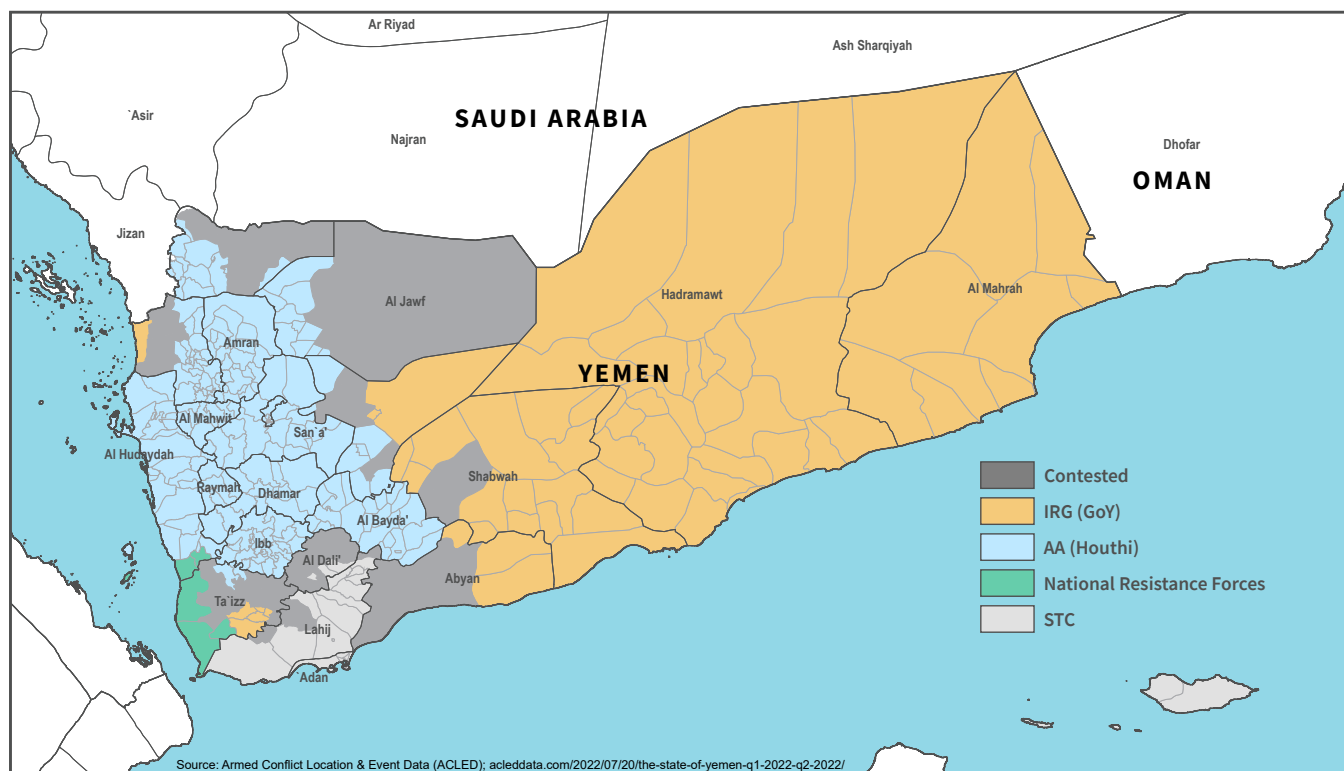 Ar Riyad
Ash Sharqiyah
`Asir
SAUDI ARABIA
Najran
Dhofar
OMAN
Jizan
Al Jawf
Hadramawt
Al Mahrah
Amran
YEMEN
Al Mahwit
San`a'
Al Hudaydah
Shabwah
Raymah
Dhamar
Al Bayda'
Ibb
Al Dali'
Abyan
Ta`izz
Lahij
`Adan
Contested
IRG (GoY)
AA (Houthi)
National Resistance Forces
STC
Source: Armed Conflict Location & Event Data (ACLED); acleddata.com/2022/07/20/the-state-of-yemen-q1-2022-q2-2022/